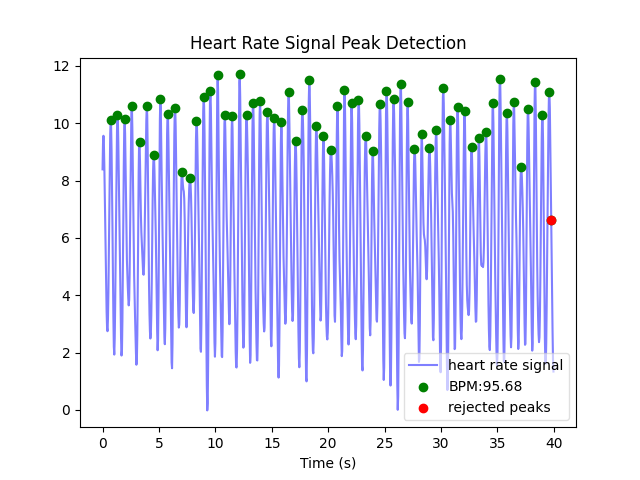 Heart Rate Signal Peak Detection
12
10
8
6
4
2
0
heart rate signal
BPM:95.68
rejected peaks
0 5 10 15 20 25 30 35 40
Time (s)